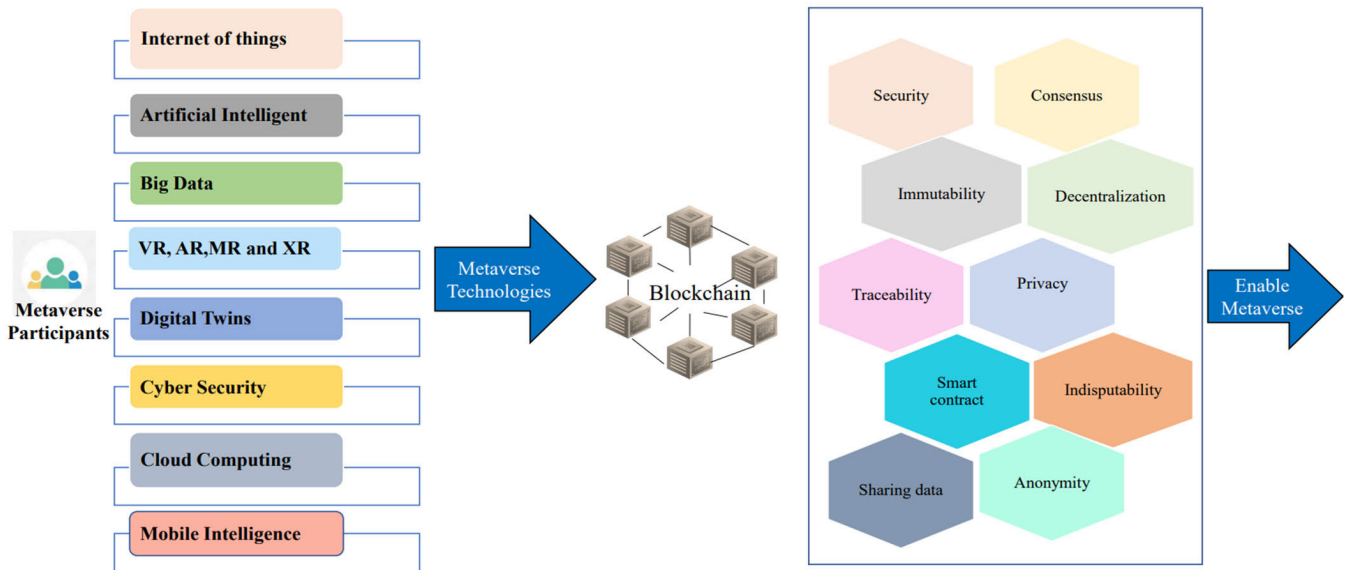 Metaverse
Participants
Internet of things
Artificial Intelligent
Big Data
VR, AR,MR and XR
Digital Twins
Cyber Security
Cloud Computing
Mobile Intelligence
Metaverse
Technologies
Blockchain
Security
Consensus
Immutability
Decentralization
Traceability
Privacy
Smart
contract
Indisputability
Sharing data
Anonymity
Enable
Metaverse